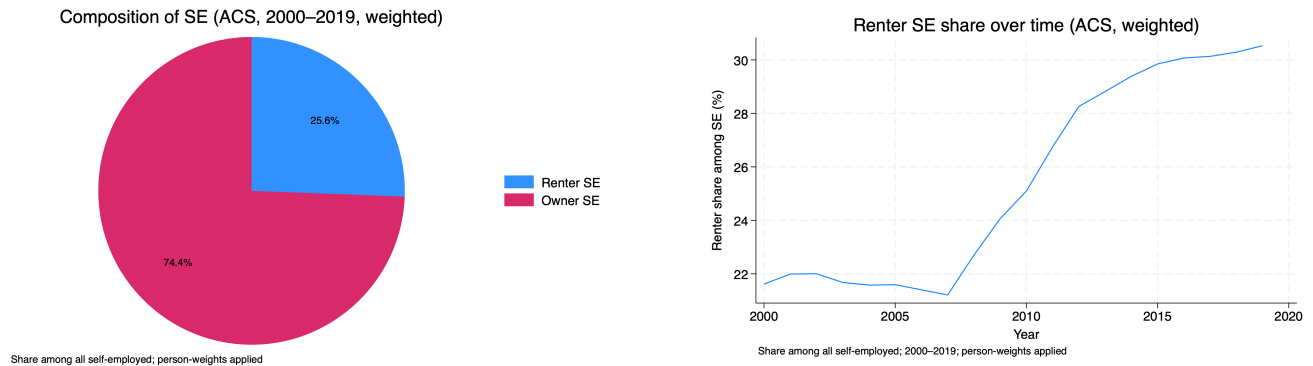 Composition of SE (ACS, 2000–2019, weighted)
25.6%
74.4%
Renter SE
Owner SE
Share among all self-employed; person-weights applied
Renter SE share over time (ACS, weighted)
Renter share among SE (%)
30
28
26
24
22
2000
2005
2010
2015
2020
Year
Share among all self-employed; 2000–2019; person-weights applied